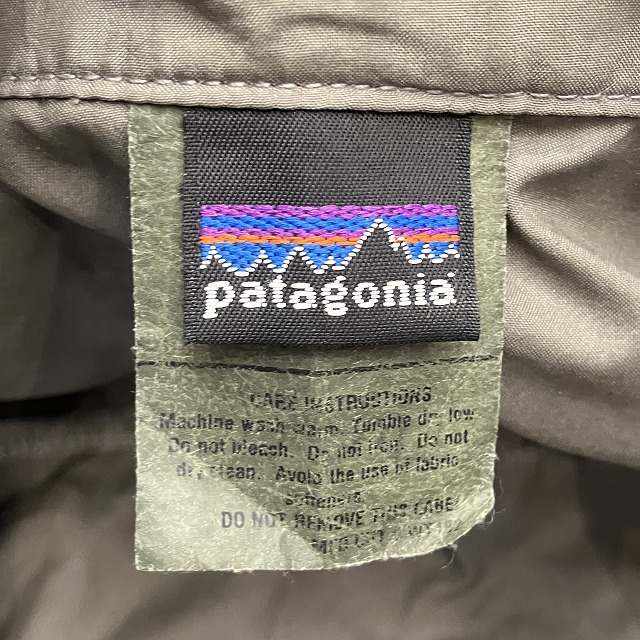 patagonia
CARE INSTRUCTIONS
Machine wash warm. Tumble dry low.
Do not bleach. Do not iron. Do not
dry clean. Avoid the use of fabric
softeners.
DO NOT REMOVE THIS LABEL